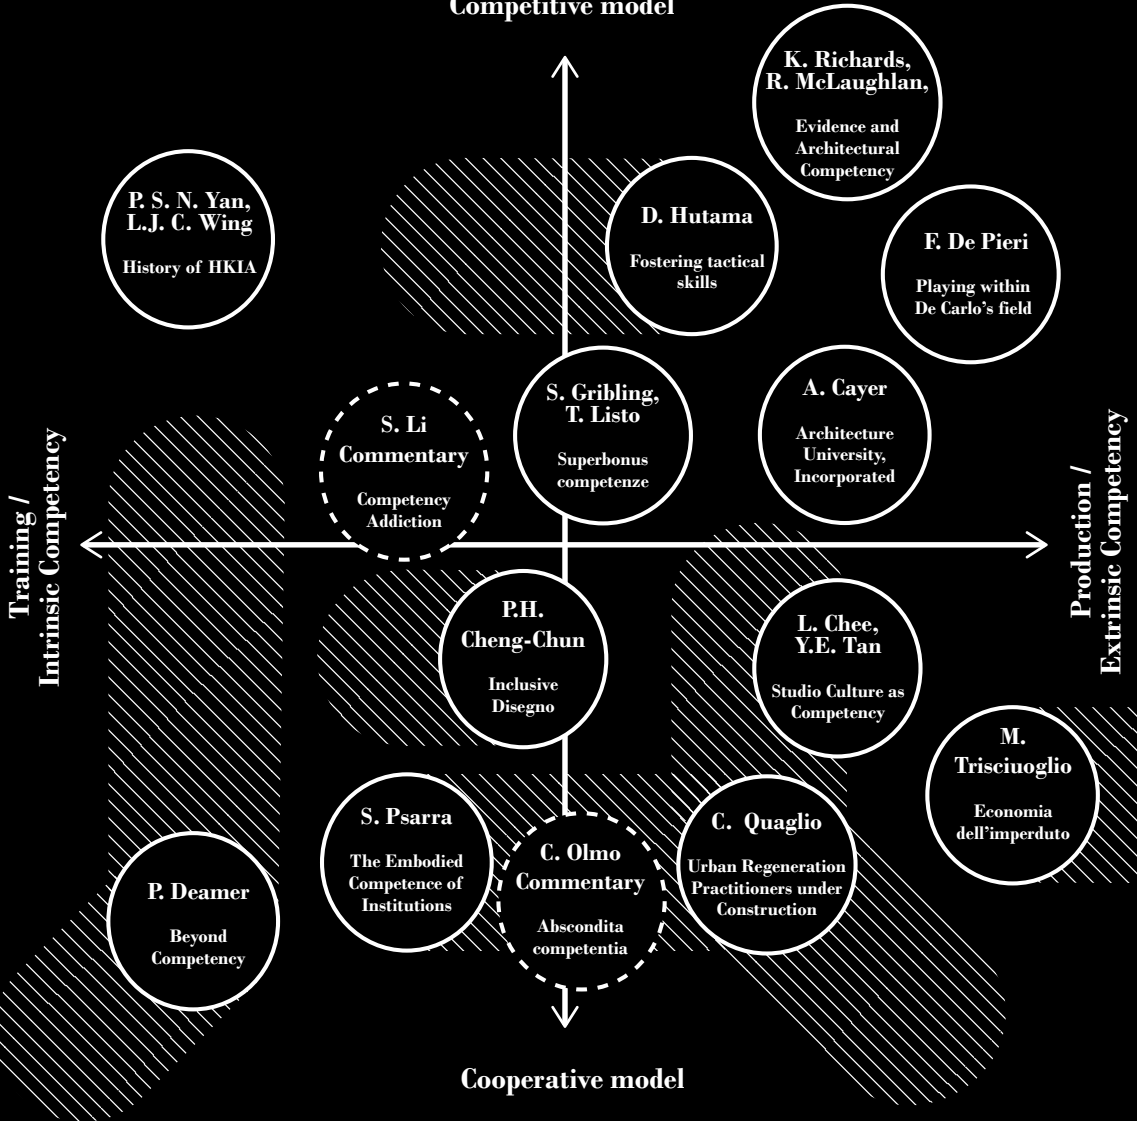 Competitive model
K. Richards,
R. McLaughlan,
Evidence and
Architectural
Competency
P. S. N. Yan,
L.J. C. Wing
History of HKIA
D. Hutama
Fostering tactical
skills
F. De Pieri
Playing within
De Carlo's field
S. Gribling,
T. Listo
Superbonus
competenze
A. Cayer
Architecture
University,
Incorporated
S. Li
Commentary
Competency
Addiction
Training /
Intrinsic Competency
Production /
Extrinsic Competency
P.H.
Cheng-Chun
Inclusive
Disegno
L. Chee,
Y.E. Tan
Studio Culture as
Competency
M.
Trisciuoglio
Economia
dell'imperduto
S. Psarra
The Embodied
Competence of
Institutions
C. Olmo
Commentary
Abscondita
competentia
C. Quaglio
Urban Regeneration
Practitioners under
Construction
P. Deamer
Beyond
Competency
Cooperative model